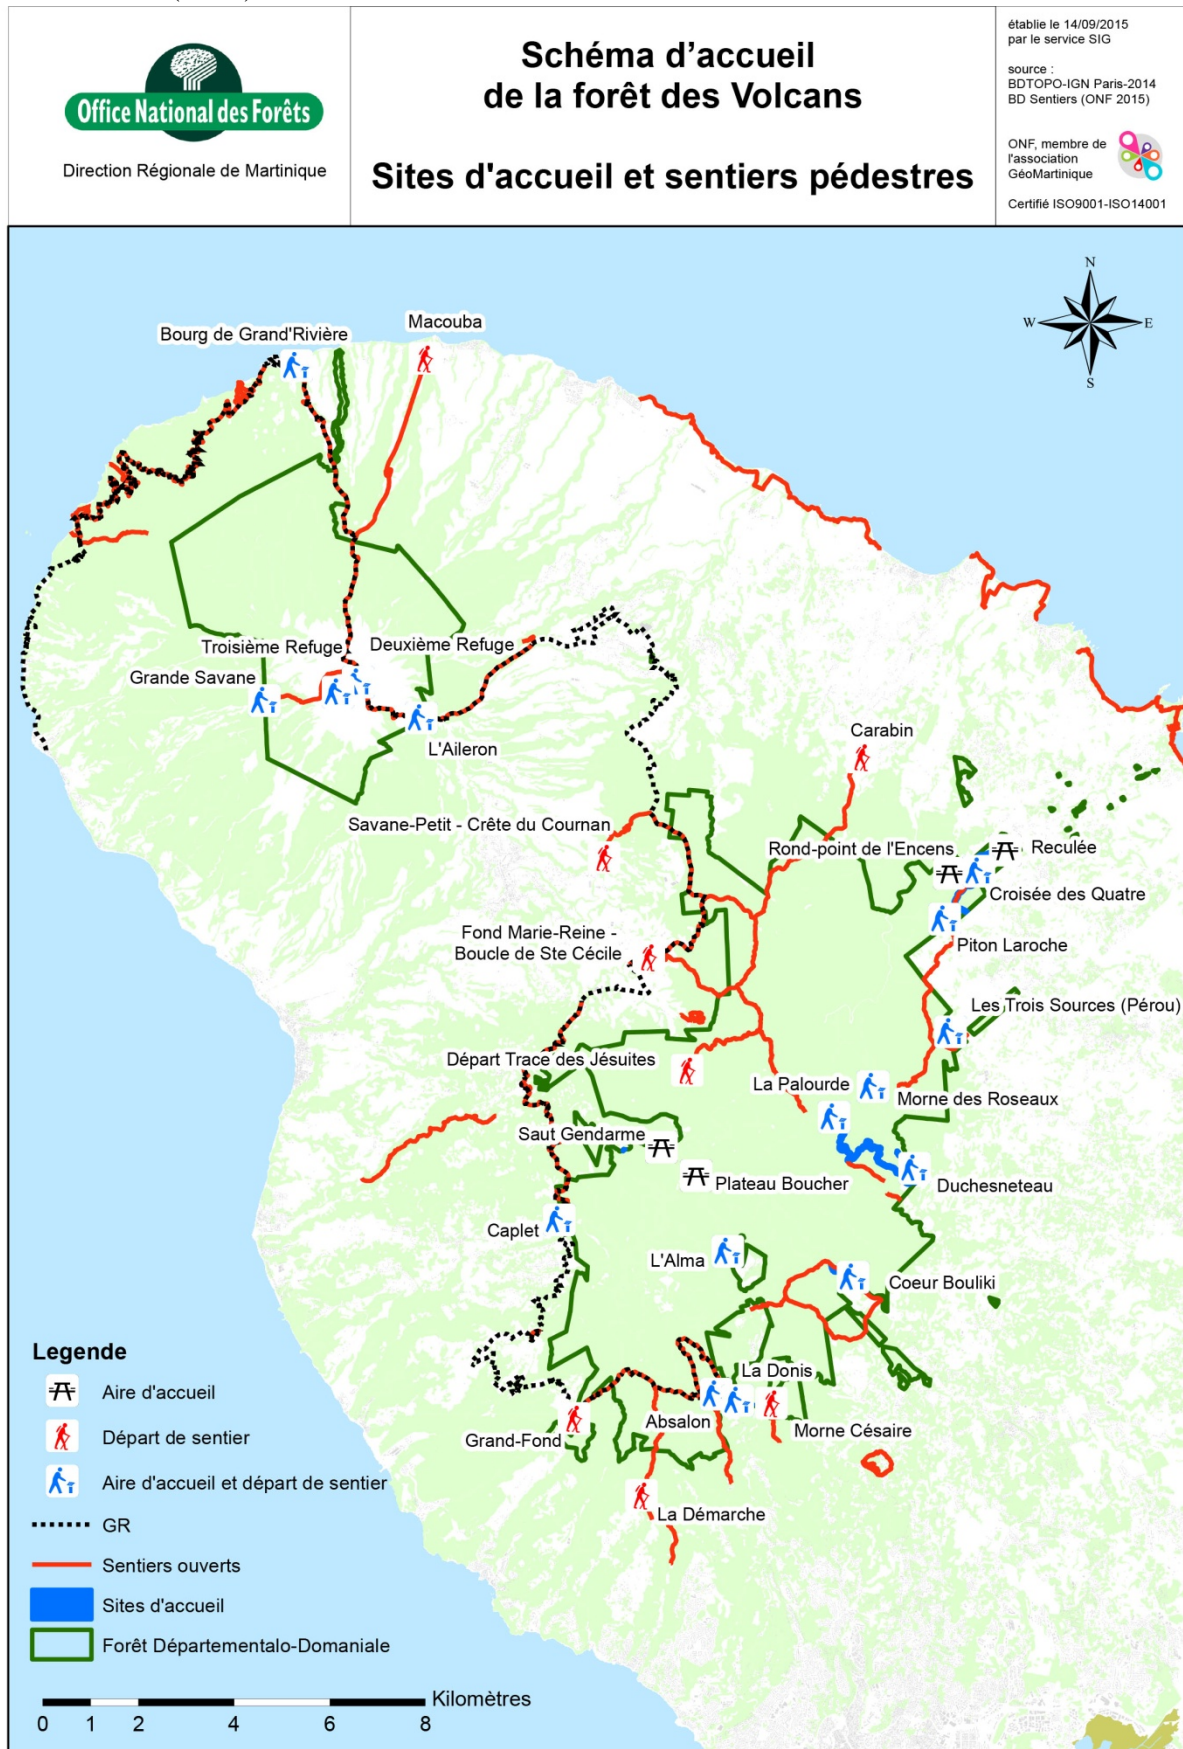 Office National des Forêts
Direction Régionale de Martinique
Schéma d'accueil
de la forêt des Volcans
Sites d'accueil et sentiers pédestres
établie le 14/09/2015
par le service SIG
source :
BDTOPO-IGN Paris-2014
BD Sentiers (ONF 2015)
ONF, membre de
l'association
GéoMartinique
Certifié ISO9001-ISO14001
N
W
E
S
Macouba
Bourg de Grand'Rivière
Troisième Refuge
Deuxième Refuge
Grande Savane
L'Aileron
Carabin
Savane-Petit - Crête du Cournan
Rond-point de l'Encens
Reculée
Croisée des Quatre
Fond Marie-Reine -
Boucle de Ste Cécile
Piton Laroche
Les Trois Sources (Pérou)
Départ Trace des Jésuites
La Palourde
Morne des Roseaux
Saut Gendarme
Plateau Boucher
Duchesneteau
Caplet
L'Alma
Coeur Bouliki
La Donis
Absalon
Morne Césaire
Grand-Fond
La Démarche
Legende
Aire d'accueil
Départ de sentier
Aire d'accueil et départ de sentier
GR
Sentiers ouverts
Sites d'accueil
Forêt Départementalo-Domaniale
Kilomètres
0 1 2 4 6 8